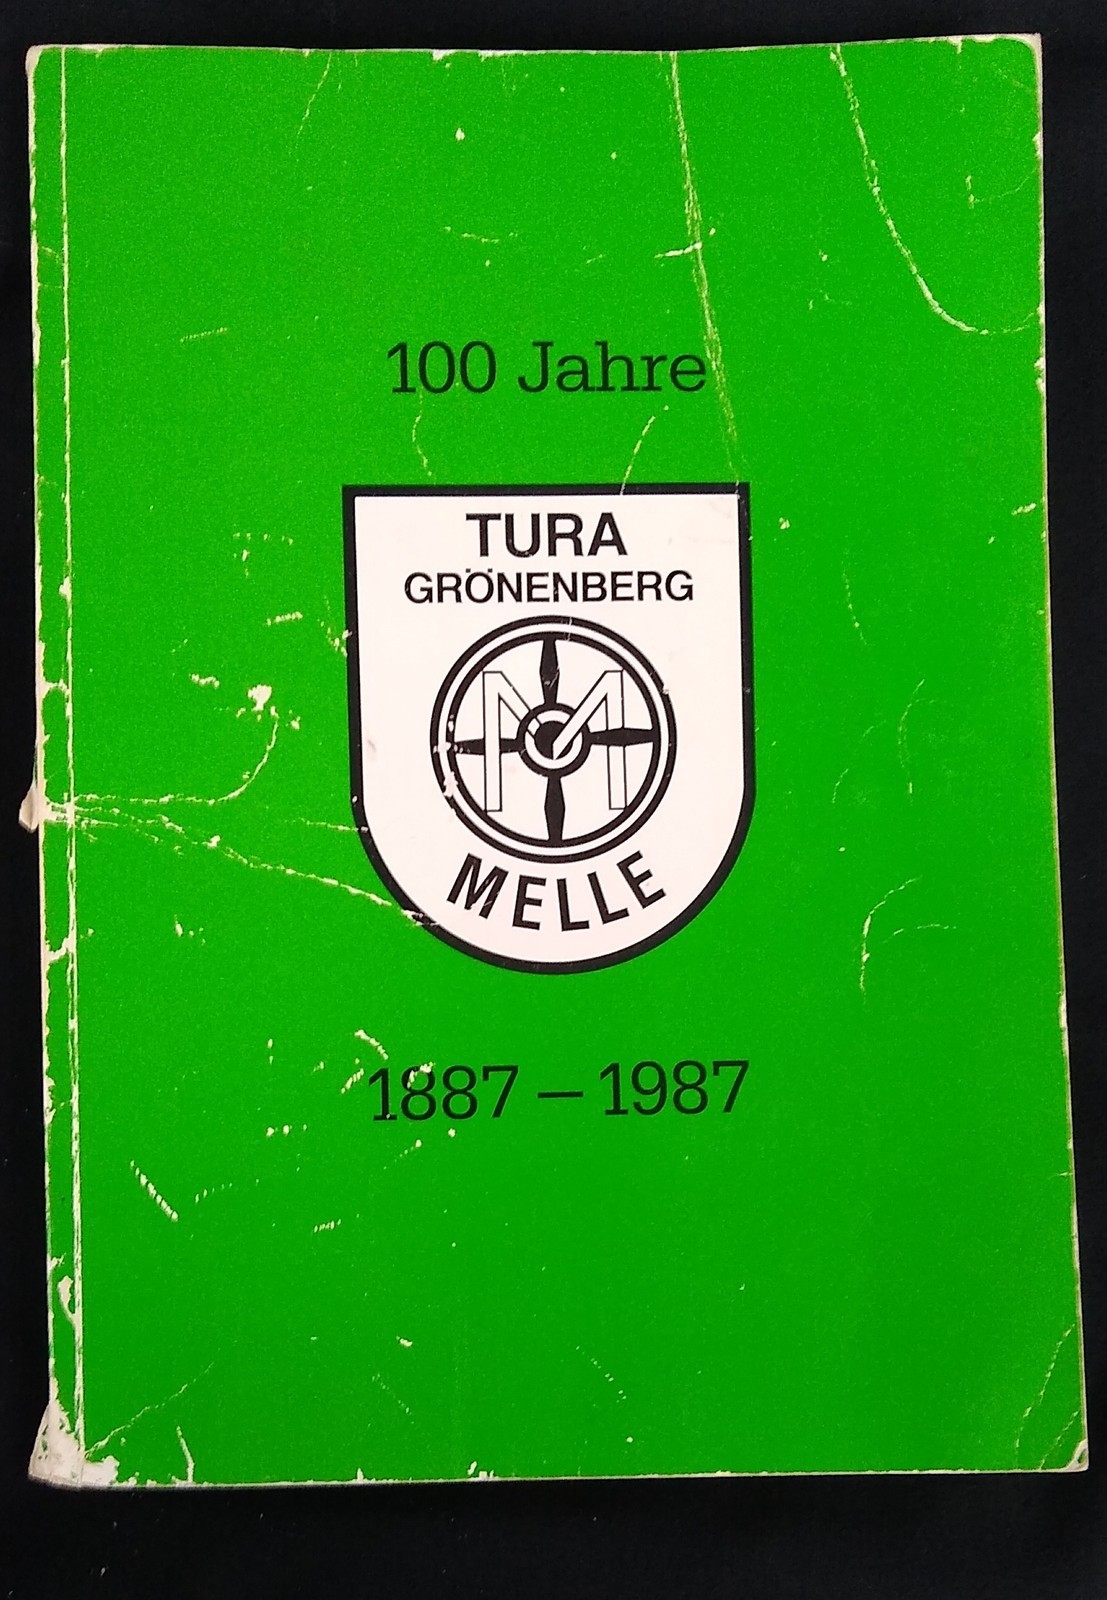 100 Jahre
TURA
GRÖNENBERG
M
MELLE
1887 – 1987